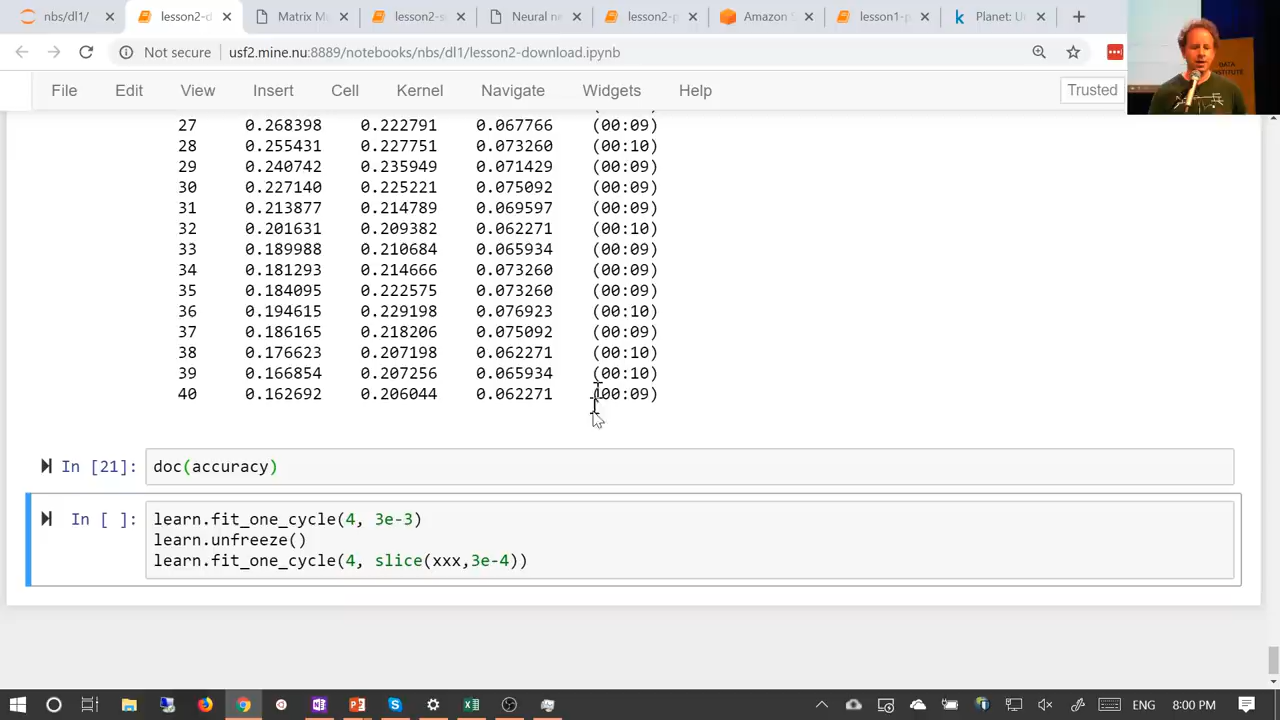 nbs/dl1/
lesson2-d
Matrix M
lesson2-s
Neural ne
lesson2-p
Amazon S
lesson1-p
Planet: U
Not secure
usf2.mine.nu:8889/notebooks/nbs/dl1/lesson2-download.ipynb
File Edit View Insert Cell Kernel Navigate Widgets Help
Trusted
DATA
INSTITUTE
27 0.268398 0.222791 0.067766 (00:09)
28 0.255431 0.227751 0.073260 (00:10)
29 0.240742 0.235949 0.071429 (00:09)
30 0.227140 0.225221 0.075092 (00:09)
31 0.213877 0.214789 0.069597 (00:09)
32 0.201631 0.209382 0.062271 (00:10)
33 0.189988 0.210684 0.065934 (00:09)
34 0.181293 0.214666 0.073260 (00:09)
35 0.184095 0.222575 0.073260 (00:09)
36 0.194615 0.229198 0.076923 (00:10)
37 0.186165 0.218206 0.075092 (00:09)
38 0.176623 0.207198 0.062271 (00:10)
39 0.166854 0.207256 0.065934 (00:10)
40 0.162692 0.206044 0.062271 (00:09)
In [21]: doc(accuracy)
In [ ]: learn.fit_one_cycle(4, 3e-3)
learn.unfreeze()
learn.fit_one_cycle(4, slice(xxx,3e-4))
ENG
8:00 PM